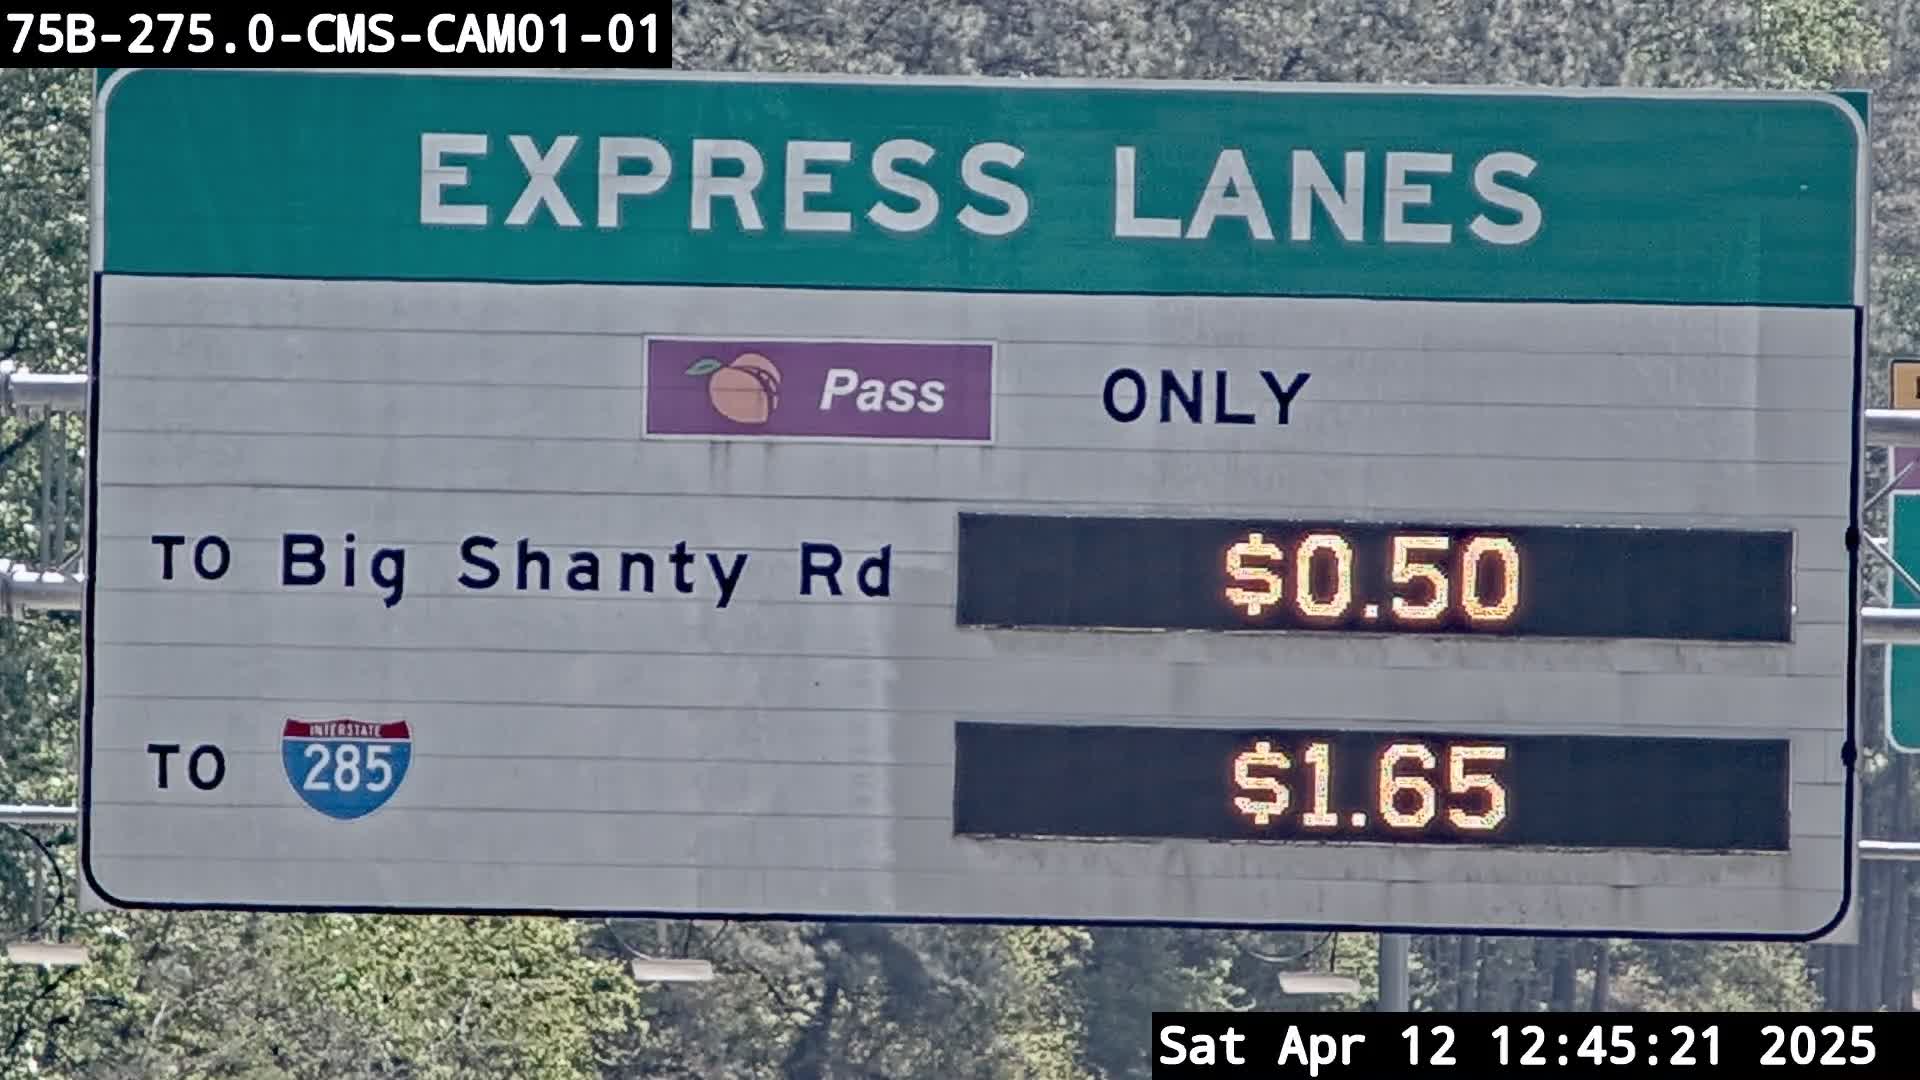 75B-275.0-CMS-CAM01-01
EXPRESS LANES
Pass ONLY
TO Big Shanty Rd $0.50
INTERSTATE
TO 285 $1.65
Sat Apr 12 12:45:21 2025